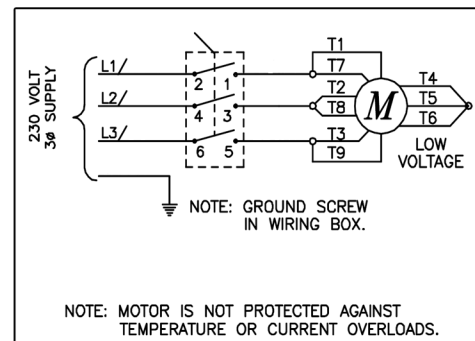 230 VOLT
3ø SUPPLY
L1/
L2/
L3/
2 1
4 3
6 5
T1
T7
T2
T8
T3
T9
M
T4
T5
T6
LOW
VOLTAGE
NOTE: GROUND SCREW
IN WIRING BOX.
NOTE: MOTOR IS NOT PROTECTED AGAINST
TEMPERATURE OR CURRENT OVERLOADS.